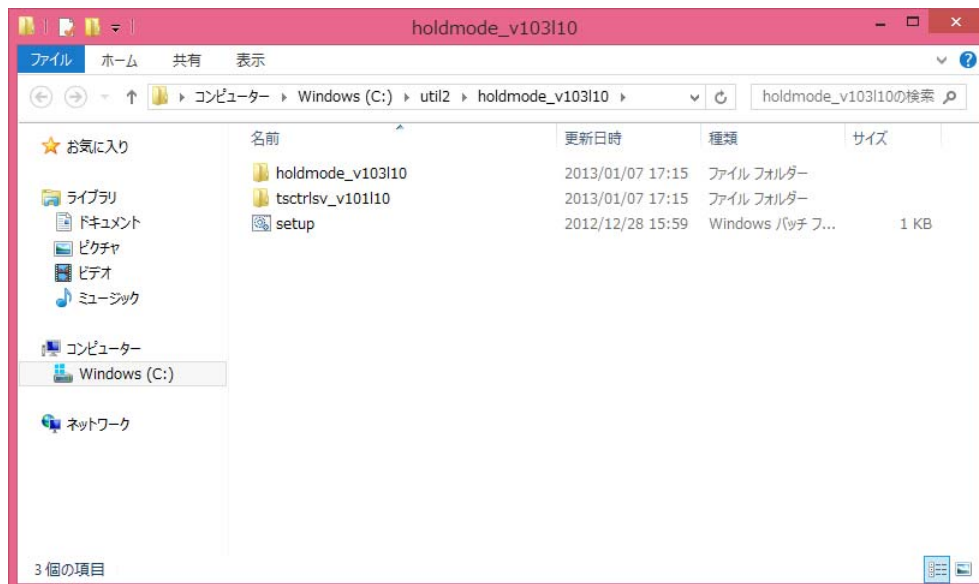 holdmode_v103l10
ファイル ホーム 共有 表示
コンピューター Windows (C:) util2 holdmode_v103l10 holdmode_v103l10の検索
お気に入り
ライブラリ
ドキュメント
ピクチャ
ビデオ
ミュージック
コンピューター
Windows (C:)
ネットワーク
名前 更新日時 種類 サイズ
holdmode_v103l10 2013/01/07 17:15 ファイル フォルダー
tsctrlsv_v101l10 2013/01/07 17:15 ファイル フォルダー
setup 2012/12/28 15:59 Windows バッチ フ... 1 KB
3 個の項目